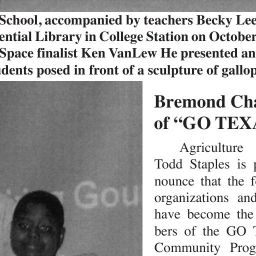 School, accompanied by teachers Becky Lee
ential Library in College Station on October
Space finalist Ken VanLew He presented an
dents posed in front of a sculpture of gallop
Bremond Cha
of “GO TEXA
Agriculture
Todd Staples is p
nounce that the f
organizations and
have become the
bers of the GO T
Community Prog
Gou